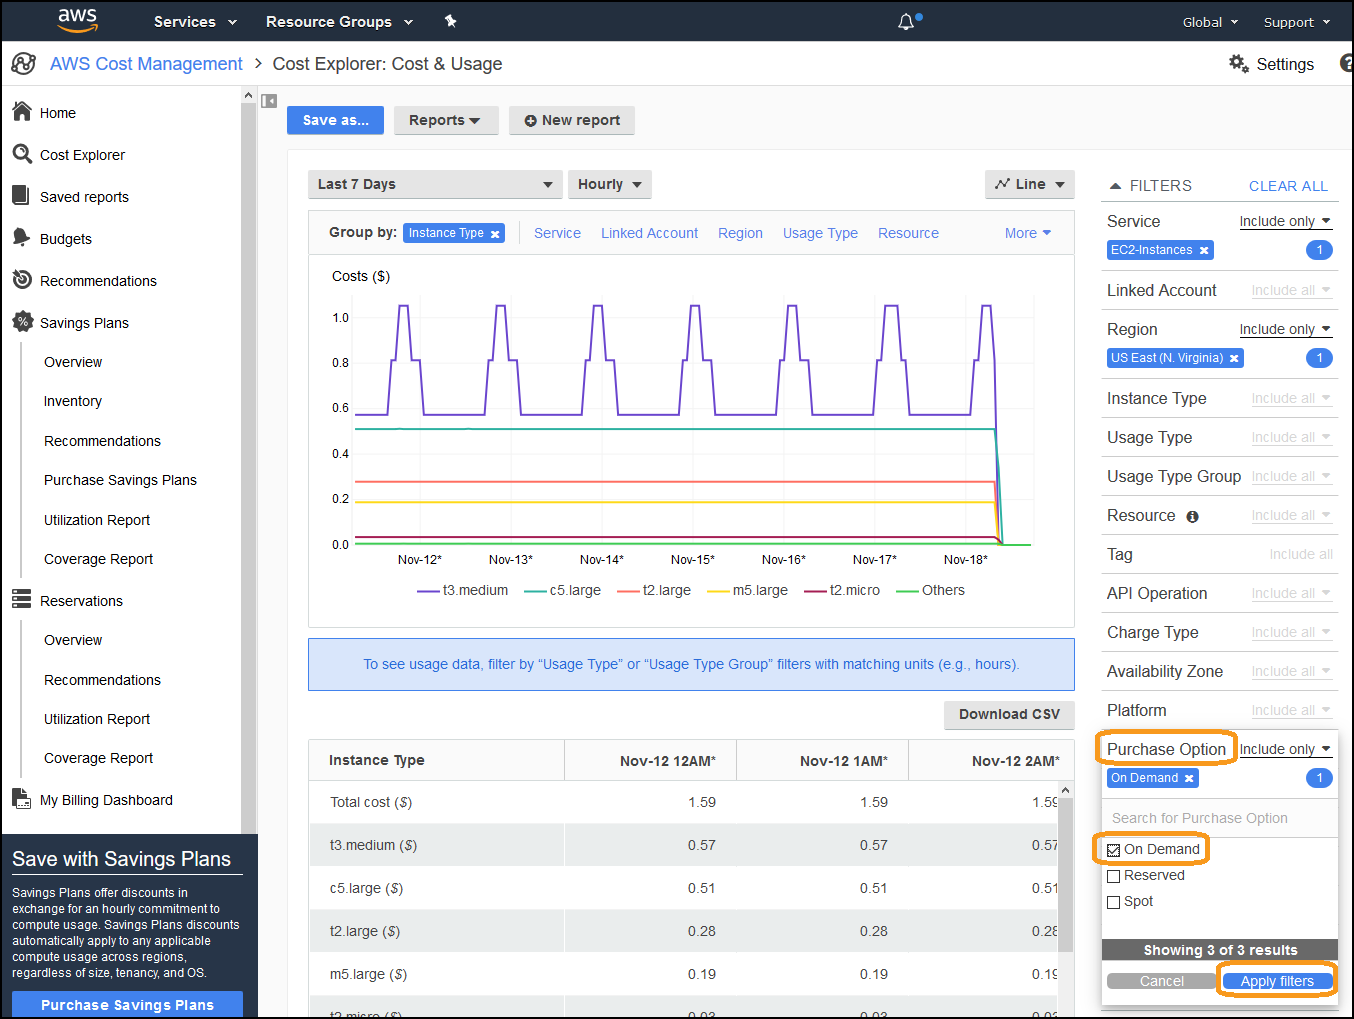 aws Services Resource Groups Global Support
AWS Cost Management > Cost Explorer: Cost & Usage Settings ?
Home
Cost Explorer
Saved reports
Budgets
Recommendations
Savings Plans
Overview
Inventory
Recommendations
Purchase Savings Plans
Utilization Report
Coverage Report
Reservations
Overview
Recommendations
Utilization Report
Coverage Report
My Billing Dashboard
Save with Savings Plans
Savings Plans offer discounts in
exchange for an hourly commitment to
compute usage. Savings Plans discounts
automatically apply to any applicable
compute usage across regions,
regardless of size, tenancy, and OS.
Purchase Savings Plans
Save as... Reports New report
Last 7 Days Hourly Line
Group by: Instance Type Service Linked Account Region Usage Type Resource More
Costs ($)
1.0
0.8
0.6
0.4
0.2
0.0
Nov-12* Nov-13* Nov-14* Nov-15* Nov-16* Nov-17* Nov-18*
t3.medium c5.large t2.large m5.large t2.micro Others
To see usage data, filter by “Usage Type” or “Usage Type Group” filters with matching units (e.g., hours).
Download CSV
Instance Type Nov-12 12AM* Nov-12 1AM* Nov-12 2AM*
Total cost ($) 1.59 1.59 1.59
t3.medium ($) 0.57 0.57 0.57
c5.large ($) 0.51 0.51 0.51
t2.large ($) 0.28 0.28 0.28
m5.large ($) 0.19 0.19 0.19
t2.micro ($) 0.03 0.03 0.03
FILTERS CLEAR ALL
Service Include only
EC2-Instances 1
Linked Account Include all
Region Include only
US East (N. Virginia) 1
Instance Type Include all
Usage Type Include all
Usage Type Group Include all
Resource Include all
Tag Include all
API Operation Include all
Charge Type Include all
Availability Zone Include all
Platform Include all
Purchase Option Include only
On Demand 1
Search for Purchase Option
On Demand
Reserved
Spot
Showing 3 of 3 results
Cancel Apply filters